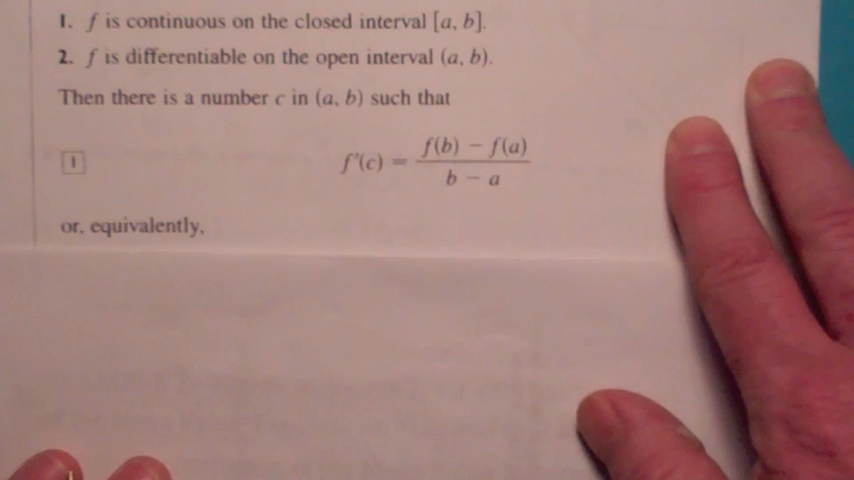 1. f is continuous on the closed interval [a, b].
2. f is differentiable on the open interval (a, b).
Then there is a number c in (a, b) such that
1 f'(c) = f(b) − f(a) / b − a
or, equivalently,